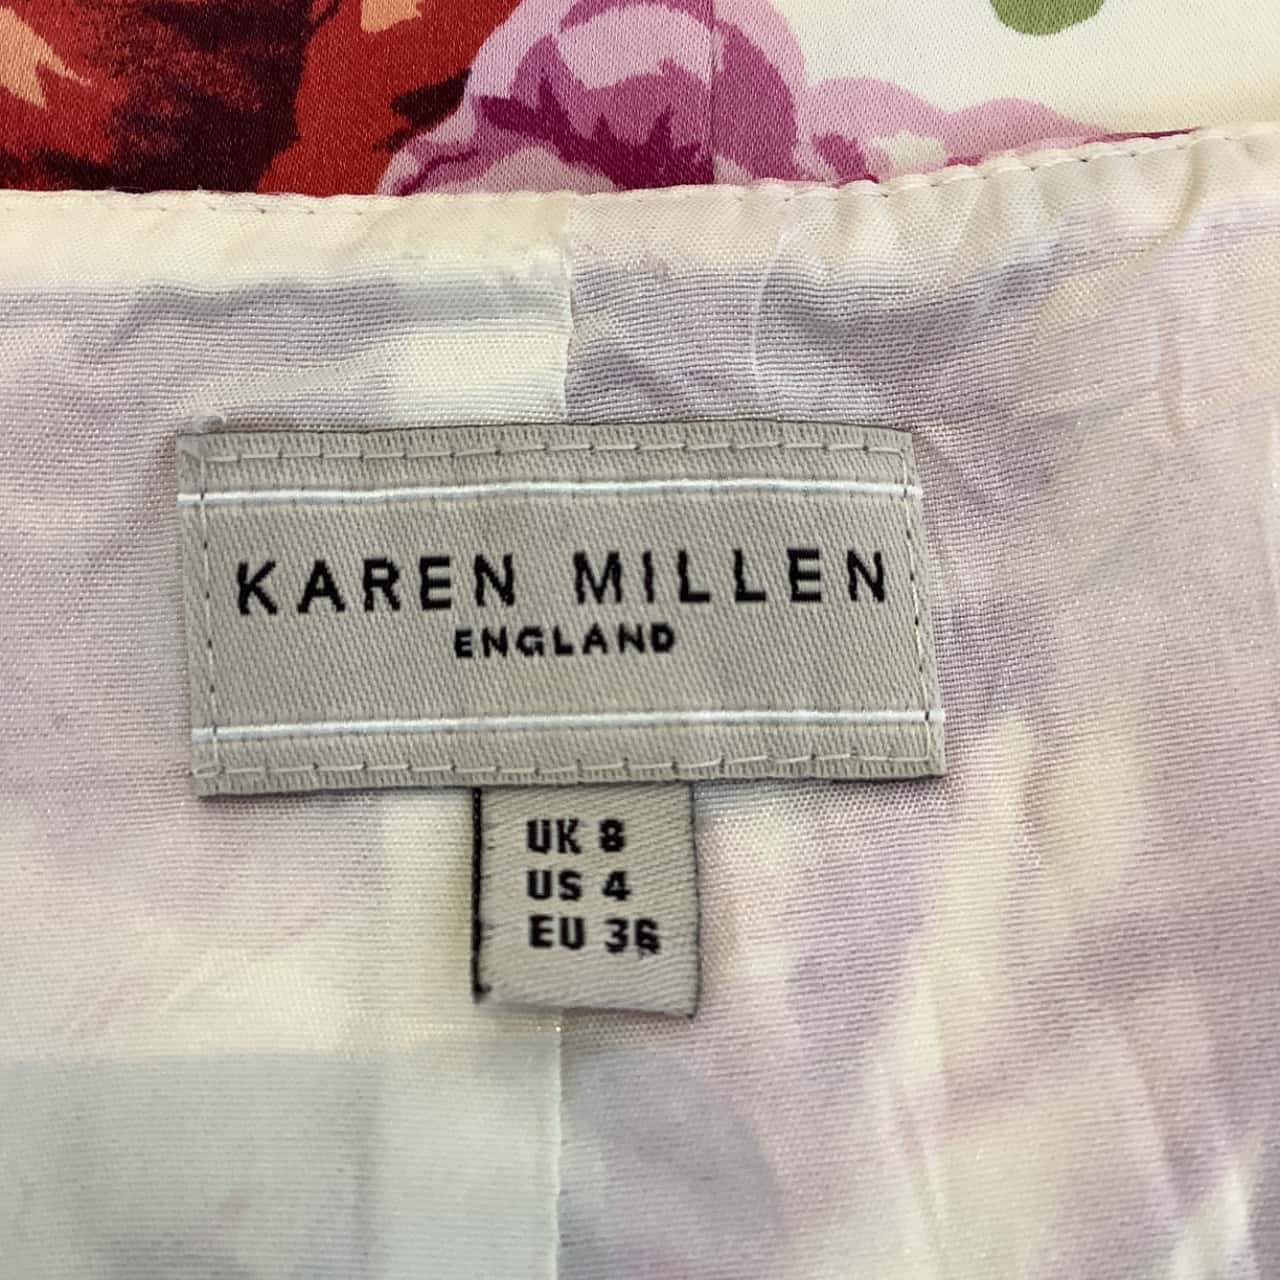 KAREN MILLEN
ENGLAND
UK 8
US 4
EU 36